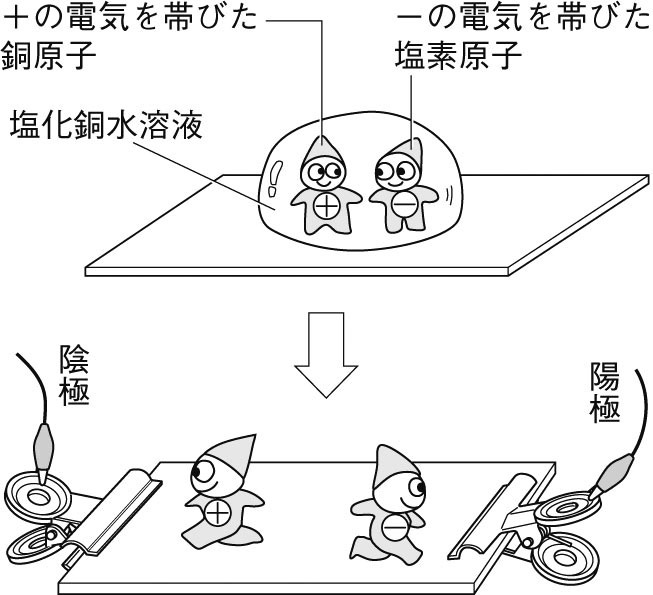 +の電気を帯びた
銅原子
−の電気を帯びた
塩素原子
塩化銅水溶液
+
−
陰極
陽極
+
−